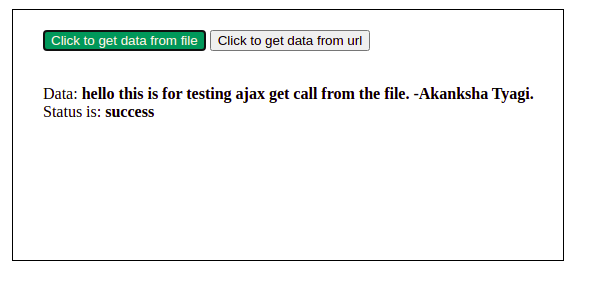 Click to get data from file Click to get data from url
Data: hello this is for testing ajax get call from the file. -Akanksha Tyagi.
Status is: success